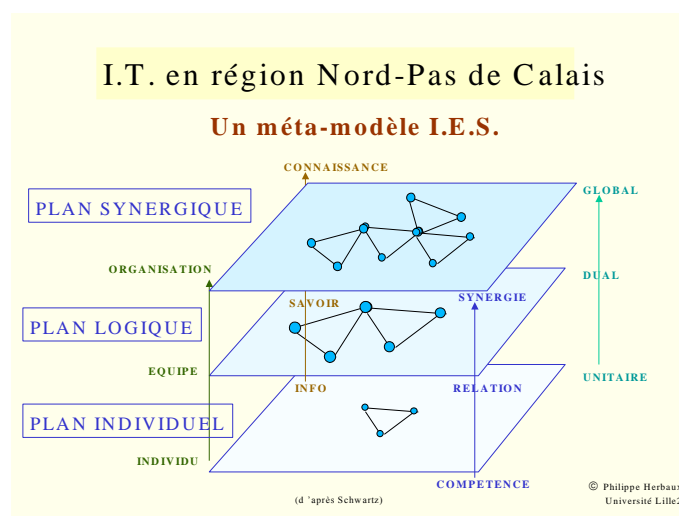 I.T. en région Nord-Pas de Calais
Un méta-modèle I.E.S.
CONNAISSANCE
GLOBAL
PLAN SYNERGIQUE
ORGANISATION
DUAL
SAVOIR
SYNERGIE
PLAN LOGIQUE
EQUIPE
UNITAIRE
INFO
RELATION
PLAN INDIVIDUEL
INDIVIDU
COMPETENCE
(d 'après Schwartz)
© Philippe Herbaux
Université Lille2